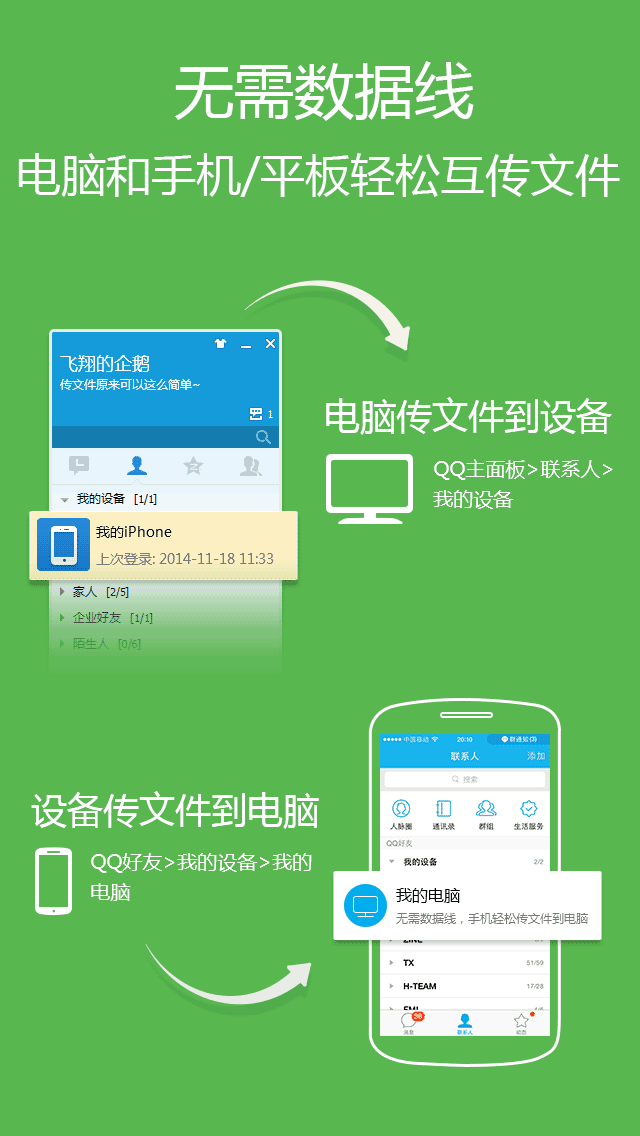 无需数据线
电脑和手机/平板轻松互传文件
飞翔的企鹅
传文件原来可以这么简单~
1
电脑传文件到设备
QQ主面板>联系人>
我的设备
我的设备 [1/1]
我的iPhone
上次登录: 2014-11-18 11:33
家人 [2/5]
企业好友 [1/1]
陌生人 [0/6]
设备传文件到电脑
QQ好友>我的设备>我的
电脑
中国移动 20:10
联系人 添加
搜索
人脉圈 通讯录 群组 生活服务
QQ好友
我的设备 2/2
我的电脑
无需数据线，手机轻松传文件到电脑
TX 51/59
H-TEAM 17/28
消息 联系人 动态